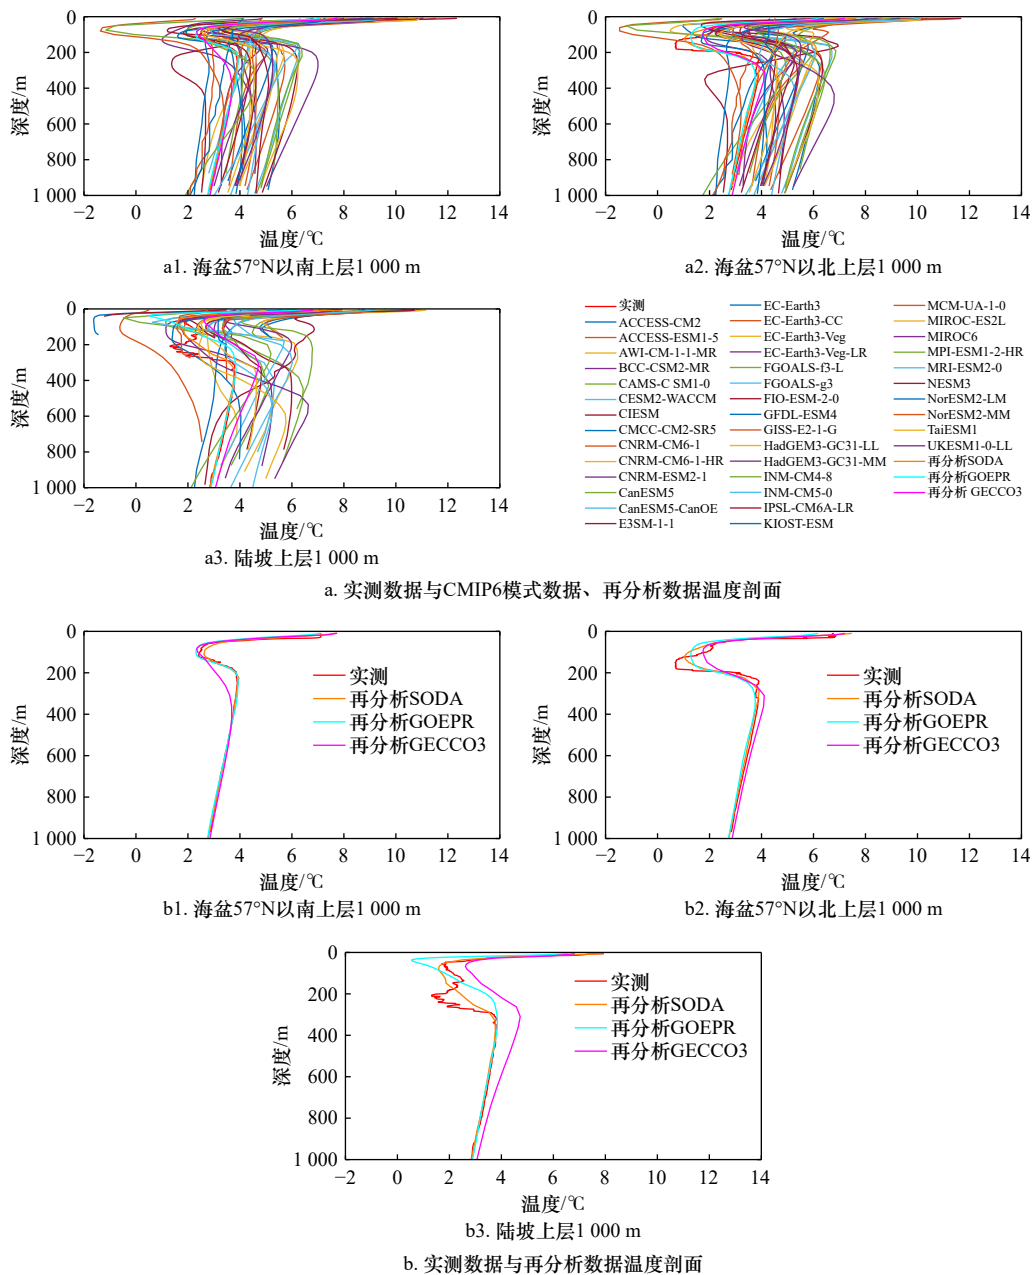 0
200
400
600
800
1 000
深度/m
−2
0
2
4
6
8
10
12
14
温度/℃
a1. 海盆57°N以南上层1 000 m
0
200
400
600
800
1 000
深度/m
−2
0
2
4
6
8
10
12
14
温度/℃
a2. 海盆57°N以北上层1 000 m
0
200
400
600
800
1 000
深度/m
−2
0
2
4
6
8
10
12
14
温度/℃
a3. 陆坡上层1 000 m
实测
ACCESS-CM2
ACCESS-ESM1-5
AWI-CM-1-1-MR
BCC-CSM2-MR
CAMS-C SM1-0
CESM2-WACCM
CIESM
CMCC-CM2-SR5
CNRM-CM6-1
CNRM-CM6-1-HR
CNRM-ESM2-1
CanESM5
CanESM5-CanOE
E3SM-1-1
EC-Earth3
EC-Earth3-CC
EC-Earth3-Veg
EC-Earth3-Veg-LR
FGOALS-f3-L
FGOALS-g3
FIO-ESM-2-0
GFDL-ESM4
GISS-E2-1-G
HadGEM3-GC31-LL
HadGEM3-GC31-MM
INM-CM4-8
INM-CM5-0
IPSL-CM6A-LR
KIOST-ESM
MCM-UA-1-0
MIROC-ES2L
MIROC6
MPI-ESM1-2-HR
MRI-ESM2-0
NESM3
NorESM2-LM
NorESM2-MM
TaiESM1
UKESM1-0-LL
再分析SODA
再分析GOEPR
再分析 GECCO3
a. 实测数据与CMIP6模式数据、再分析数据温度剖面
0
200
400
600
800
1 000
深度/m
−2
0
2
4
6
8
10
12
14
温度/℃
实测
再分析SODA
再分析GOEPR
再分析GECCO3
b1. 海盆57°N以南上层1 000 m
0
200
400
600
800
1 000
深度/m
−2
0
2
4
6
8
10
12
14
温度/℃
实测
再分析SODA
再分析GOEPR
再分析GECCO3
b2. 海盆57°N以北上层1 000 m
0
200
400
600
800
1 000
深度/m
−2
0
2
4
6
8
10
12
14
温度/℃
实测
再分析SODA
再分析GOEPR
再分析GECCO3
b3. 陆坡上层1 000 m
b. 实测数据与再分析数据温度剖面